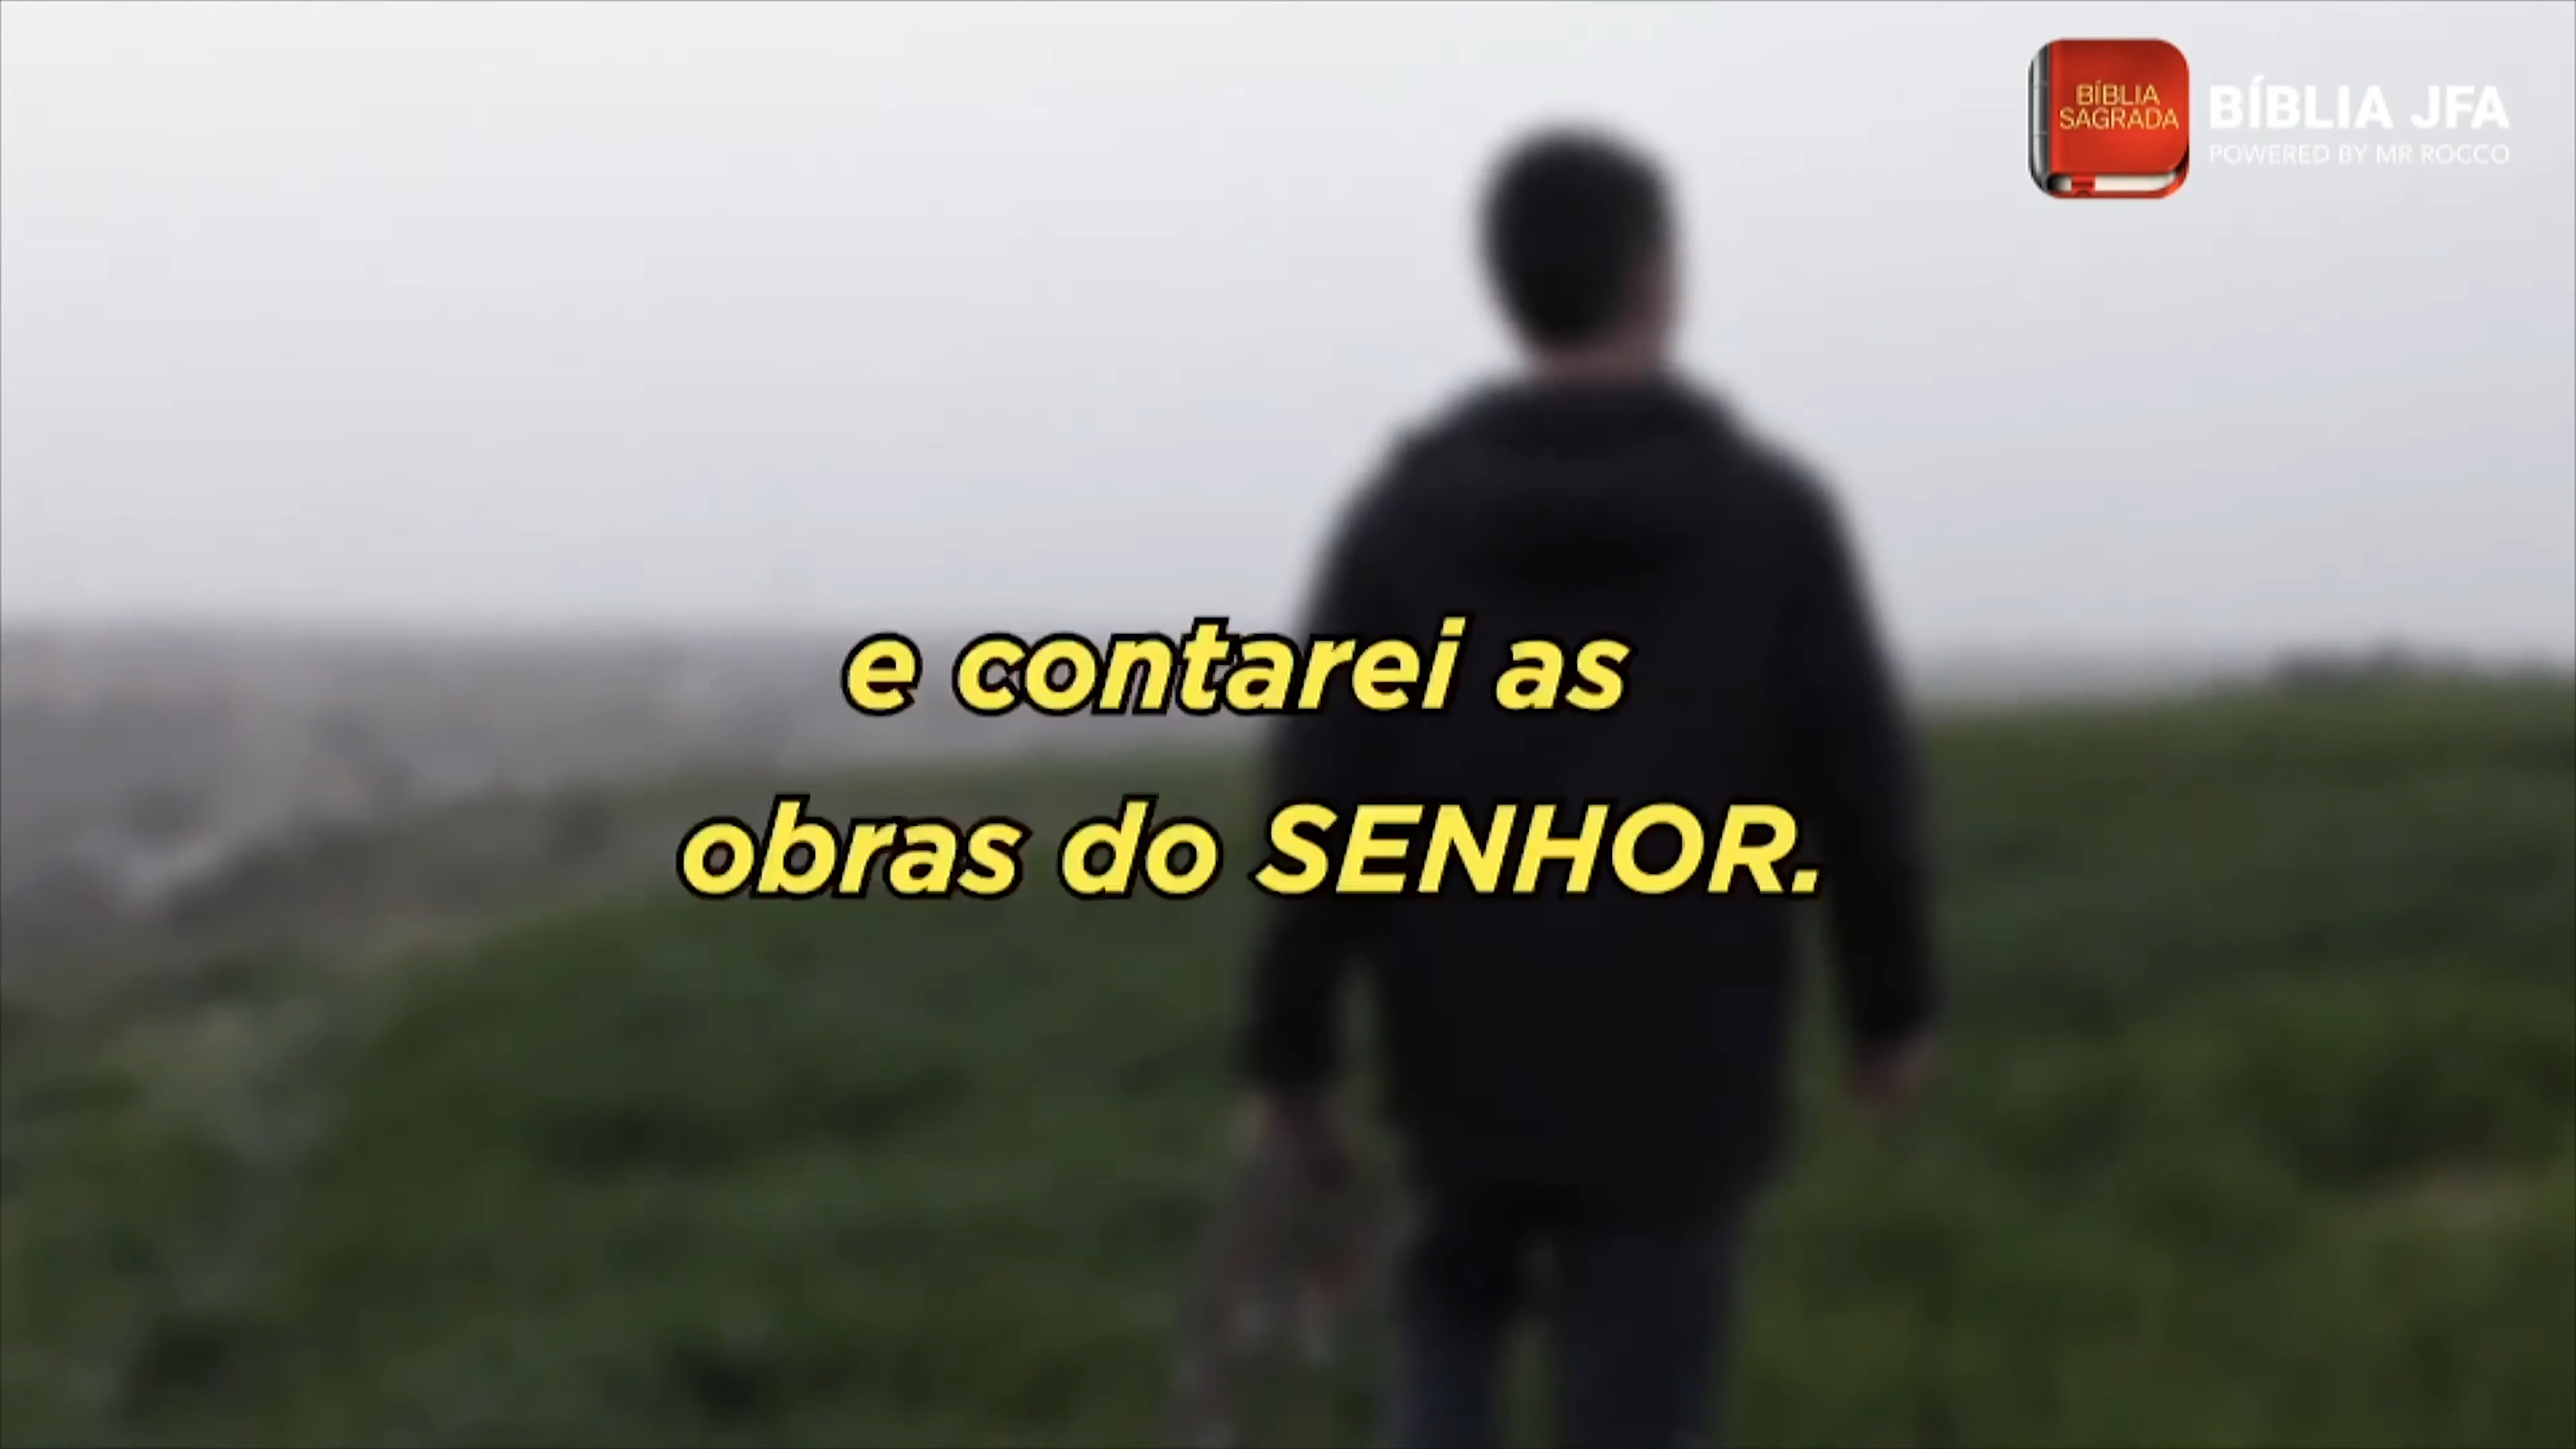 BÍBLIA
SAGRADA
BÍBLIA JFA
POWERED BY MR ROCCO
e contarei as
obras do SENHOR.